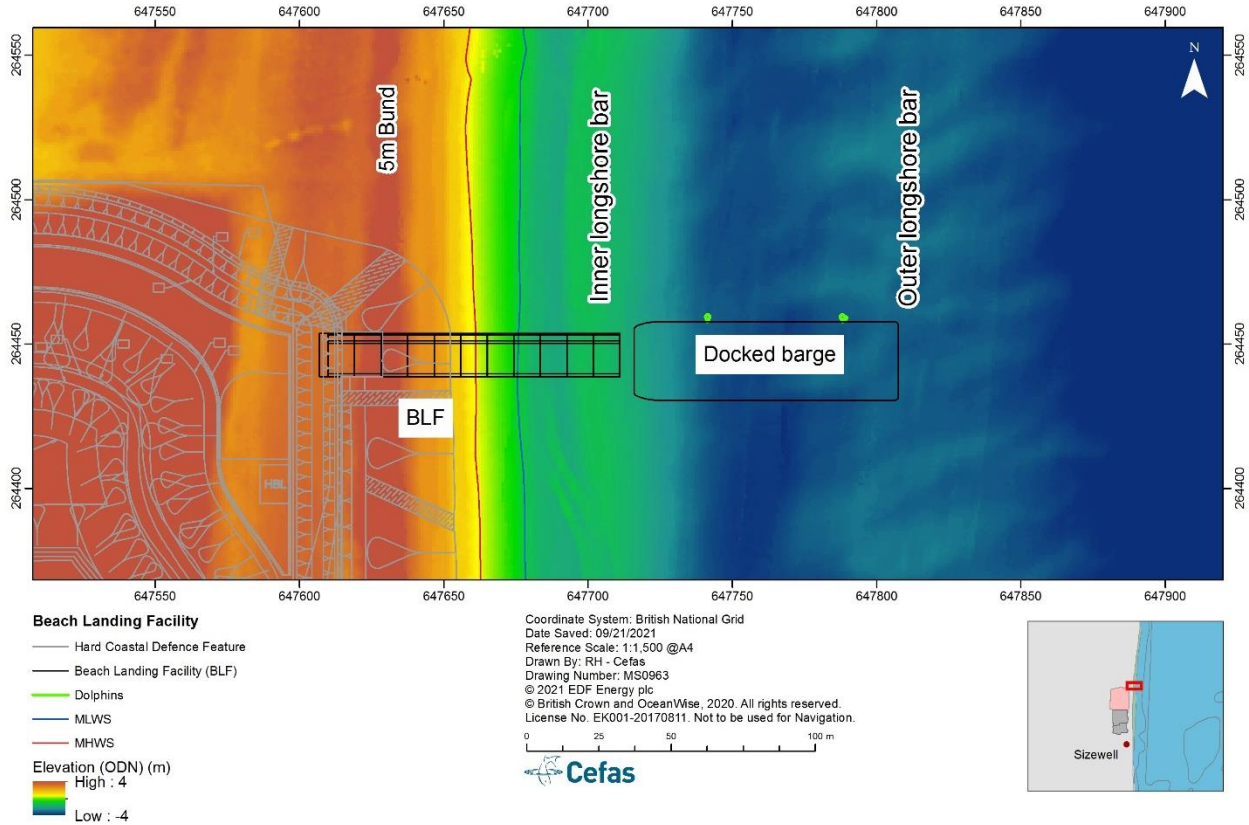 647550 647600 647650 647700 647750 647800 647850 647900
264550 264550
N
5m Bund
Inner longshore bar
Outer longshore bar
264500 264500
264450 264450
Docked barge
BLF
264400 264400
HBL
647550 647600 647650 647700 647750 647800 647850 647900
Beach Landing Facility
Hard Coastal Defence Feature
Beach Landing Facility (BLF)
Dolphins
MLWS
MHWS
Elevation (ODN) (m)
High : 4
Low : -4
Coordinate System: British National Grid
Date Saved: 09/21/2021
Reference Scale: 1:1,500 @A4
Drawn By: RH - Cefas
Drawing Number: MS0963
© 2021 EDF Energy plc
© British Crown and OceanWise, 2020. All rights reserved.
License No. EK001-20170811. Not to be used for Navigation.
0 25 50 100 m
Cefas
Sizewell